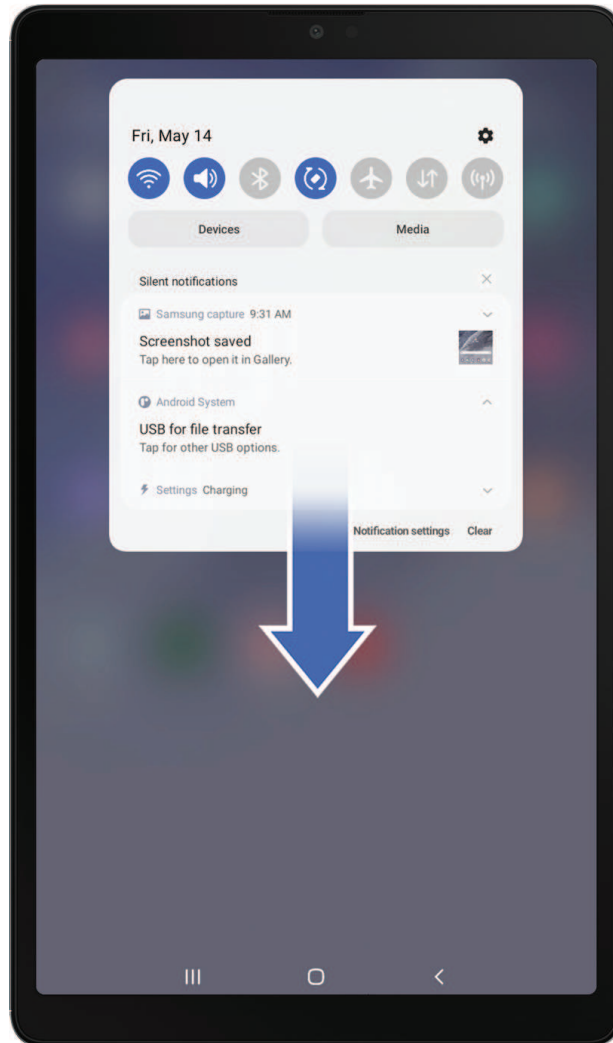 Fri, May 14
Devices
Media
Silent notifications
Samsung capture 9:31 AM
Screenshot saved
Tap here to open it in Gallery.
Android System
USB for file transfer
Tap for other USB options.
Settings Charging
Notification settings Clear